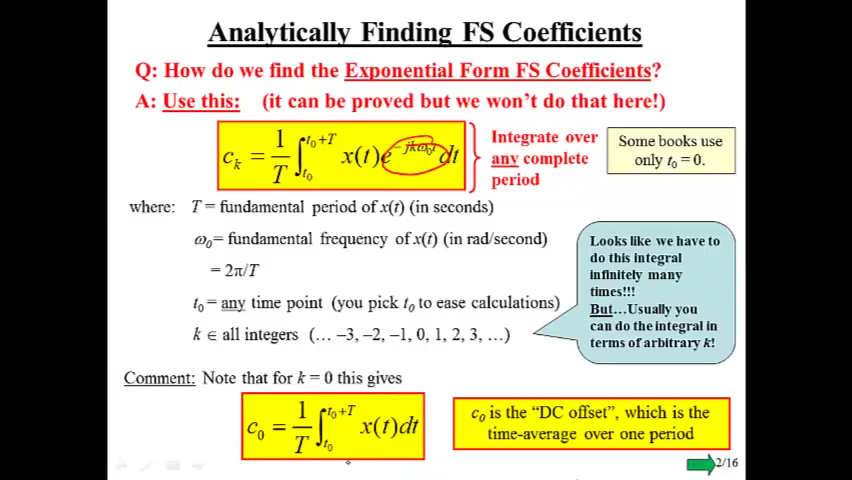 Analytically Finding FS Coefficients
Q: How do we find the Exponential Form FS Coefficients?
A: Use this: (it can be proved but we won't do that here!)
c_k = 1/T ∫_{t_0}^{t_0+T} x(t)e^{-jkω_0t} dt
Integrate over
any complete
period
Some books use
only t_0 = 0.
where: T = fundamental period of x(t) (in seconds)
ω_0 = fundamental frequency of x(t) (in rad/second)
= 2π/T
t_0 = any time point (you pick t_0 to ease calculations)
k ∈ all integers (… –3, –2, –1, 0, 1, 2, 3, …)
Looks like we have to
do this integral
infinitely many
times!!!
But…Usually you
can do the integral in
terms of arbitrary k!
Comment: Note that for k = 0 this gives
c_0 = 1/T ∫_{t_0}^{t_0+T} x(t)dt
c_0 is the "DC offset", which is the
time-average over one period
2/16